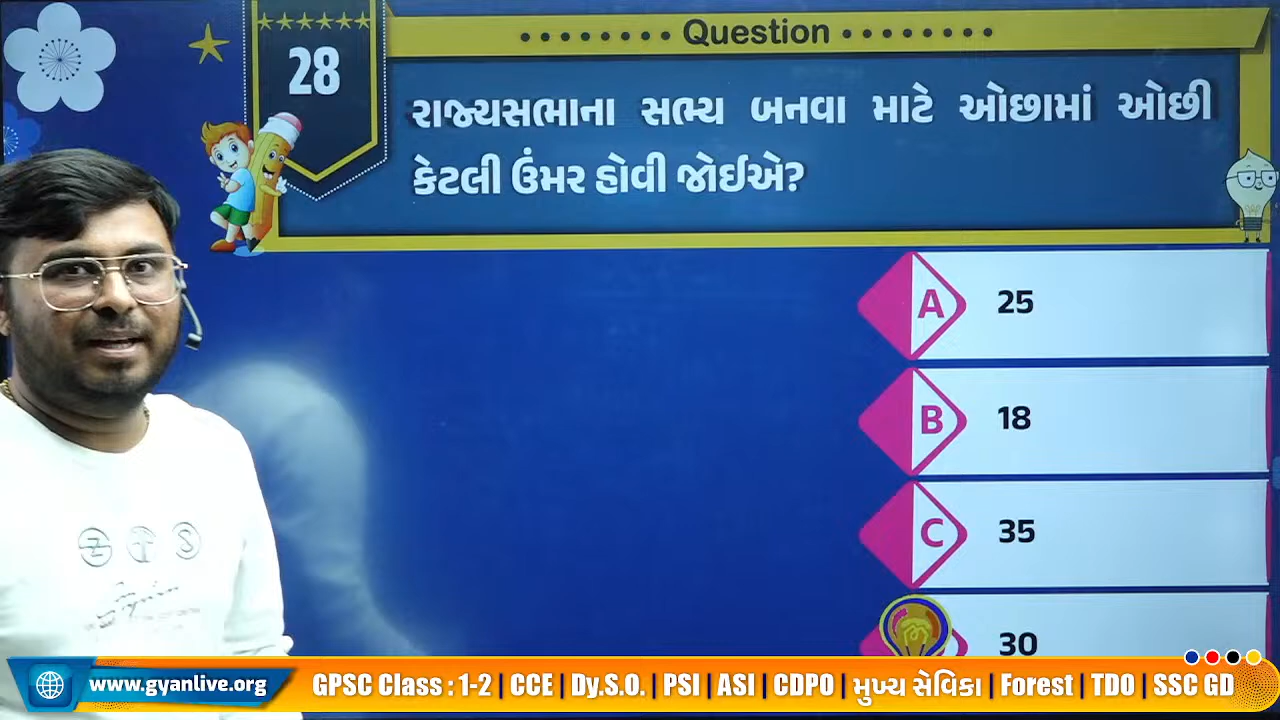 Question
28
રાજ્યસભાના સભ્ય બનવા માટે ઓછામાં ઓછી
કેટલી ઉંમર હોવી જોઈએ?
A 25
B 18
C 35
30
ZTS
www.gyanlive.org
GPSC Class : 1-2 | CCE | Dy.S.O. | PSI | ASI | CDPO | મુખ્ય સેવિકા | Forest | TDO | SSC GD